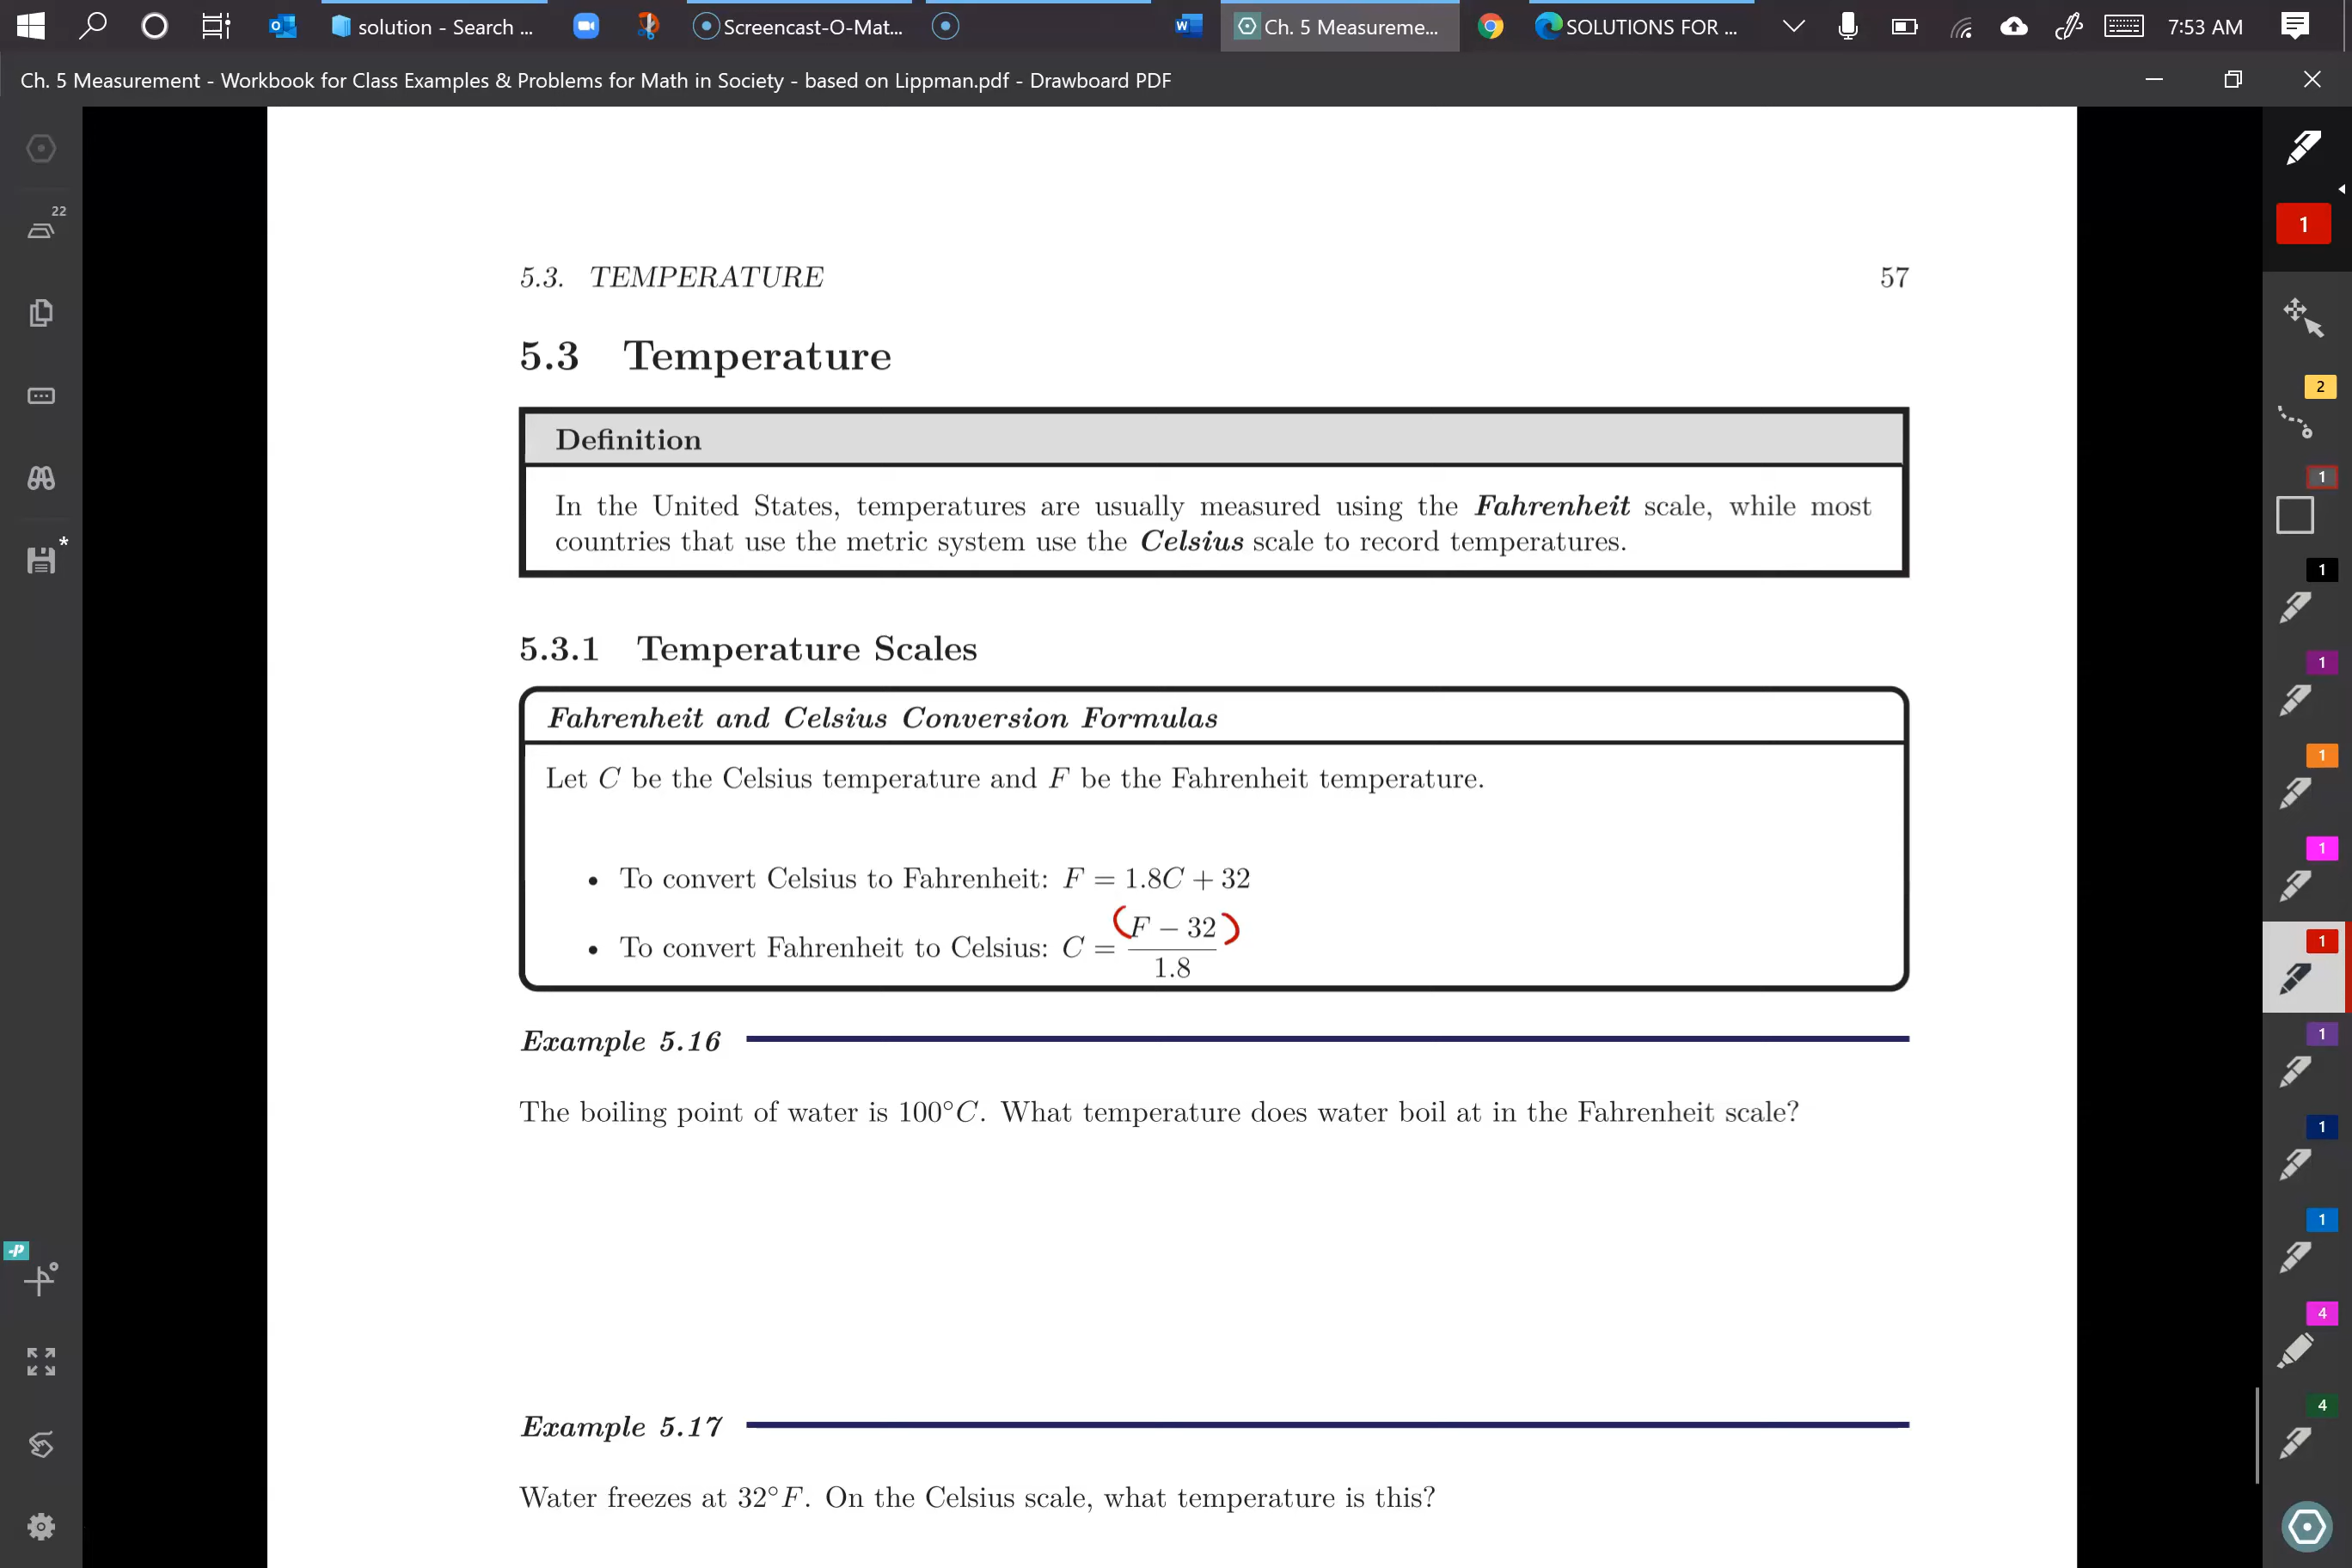 solution - Search ...
Screencast-O-Mat...
Ch. 5 Measureme...
SOLUTIONS FOR ...
7:53 AM
Ch. 5 Measurement - Workbook for Class Examples & Problems for Math in Society - based on Lippman.pdf - Drawboard PDF
22
1
5.3. TEMPERATURE 57
5.3 Temperature
2
Definition
1
In the United States, temperatures are usually measured using the Fahrenheit scale, while most
countries that use the metric system use the Celsius scale to record temperatures.
1
5.3.1 Temperature Scales
1
Fahrenheit and Celsius Conversion Formulas
1
Let C be the Celsius temperature and F be the Fahrenheit temperature.
1
• To convert Celsius to Fahrenheit: F = 1.8C + 32
• To convert Fahrenheit to Celsius: C = (F − 32)
1.8
1
Example 5.16
1
The boiling point of water is 100°C. What temperature does water boil at in the Fahrenheit scale?
1
1
P
4
4
Example 5.17
Water freezes at 32°F. On the Celsius scale, what temperature is this?